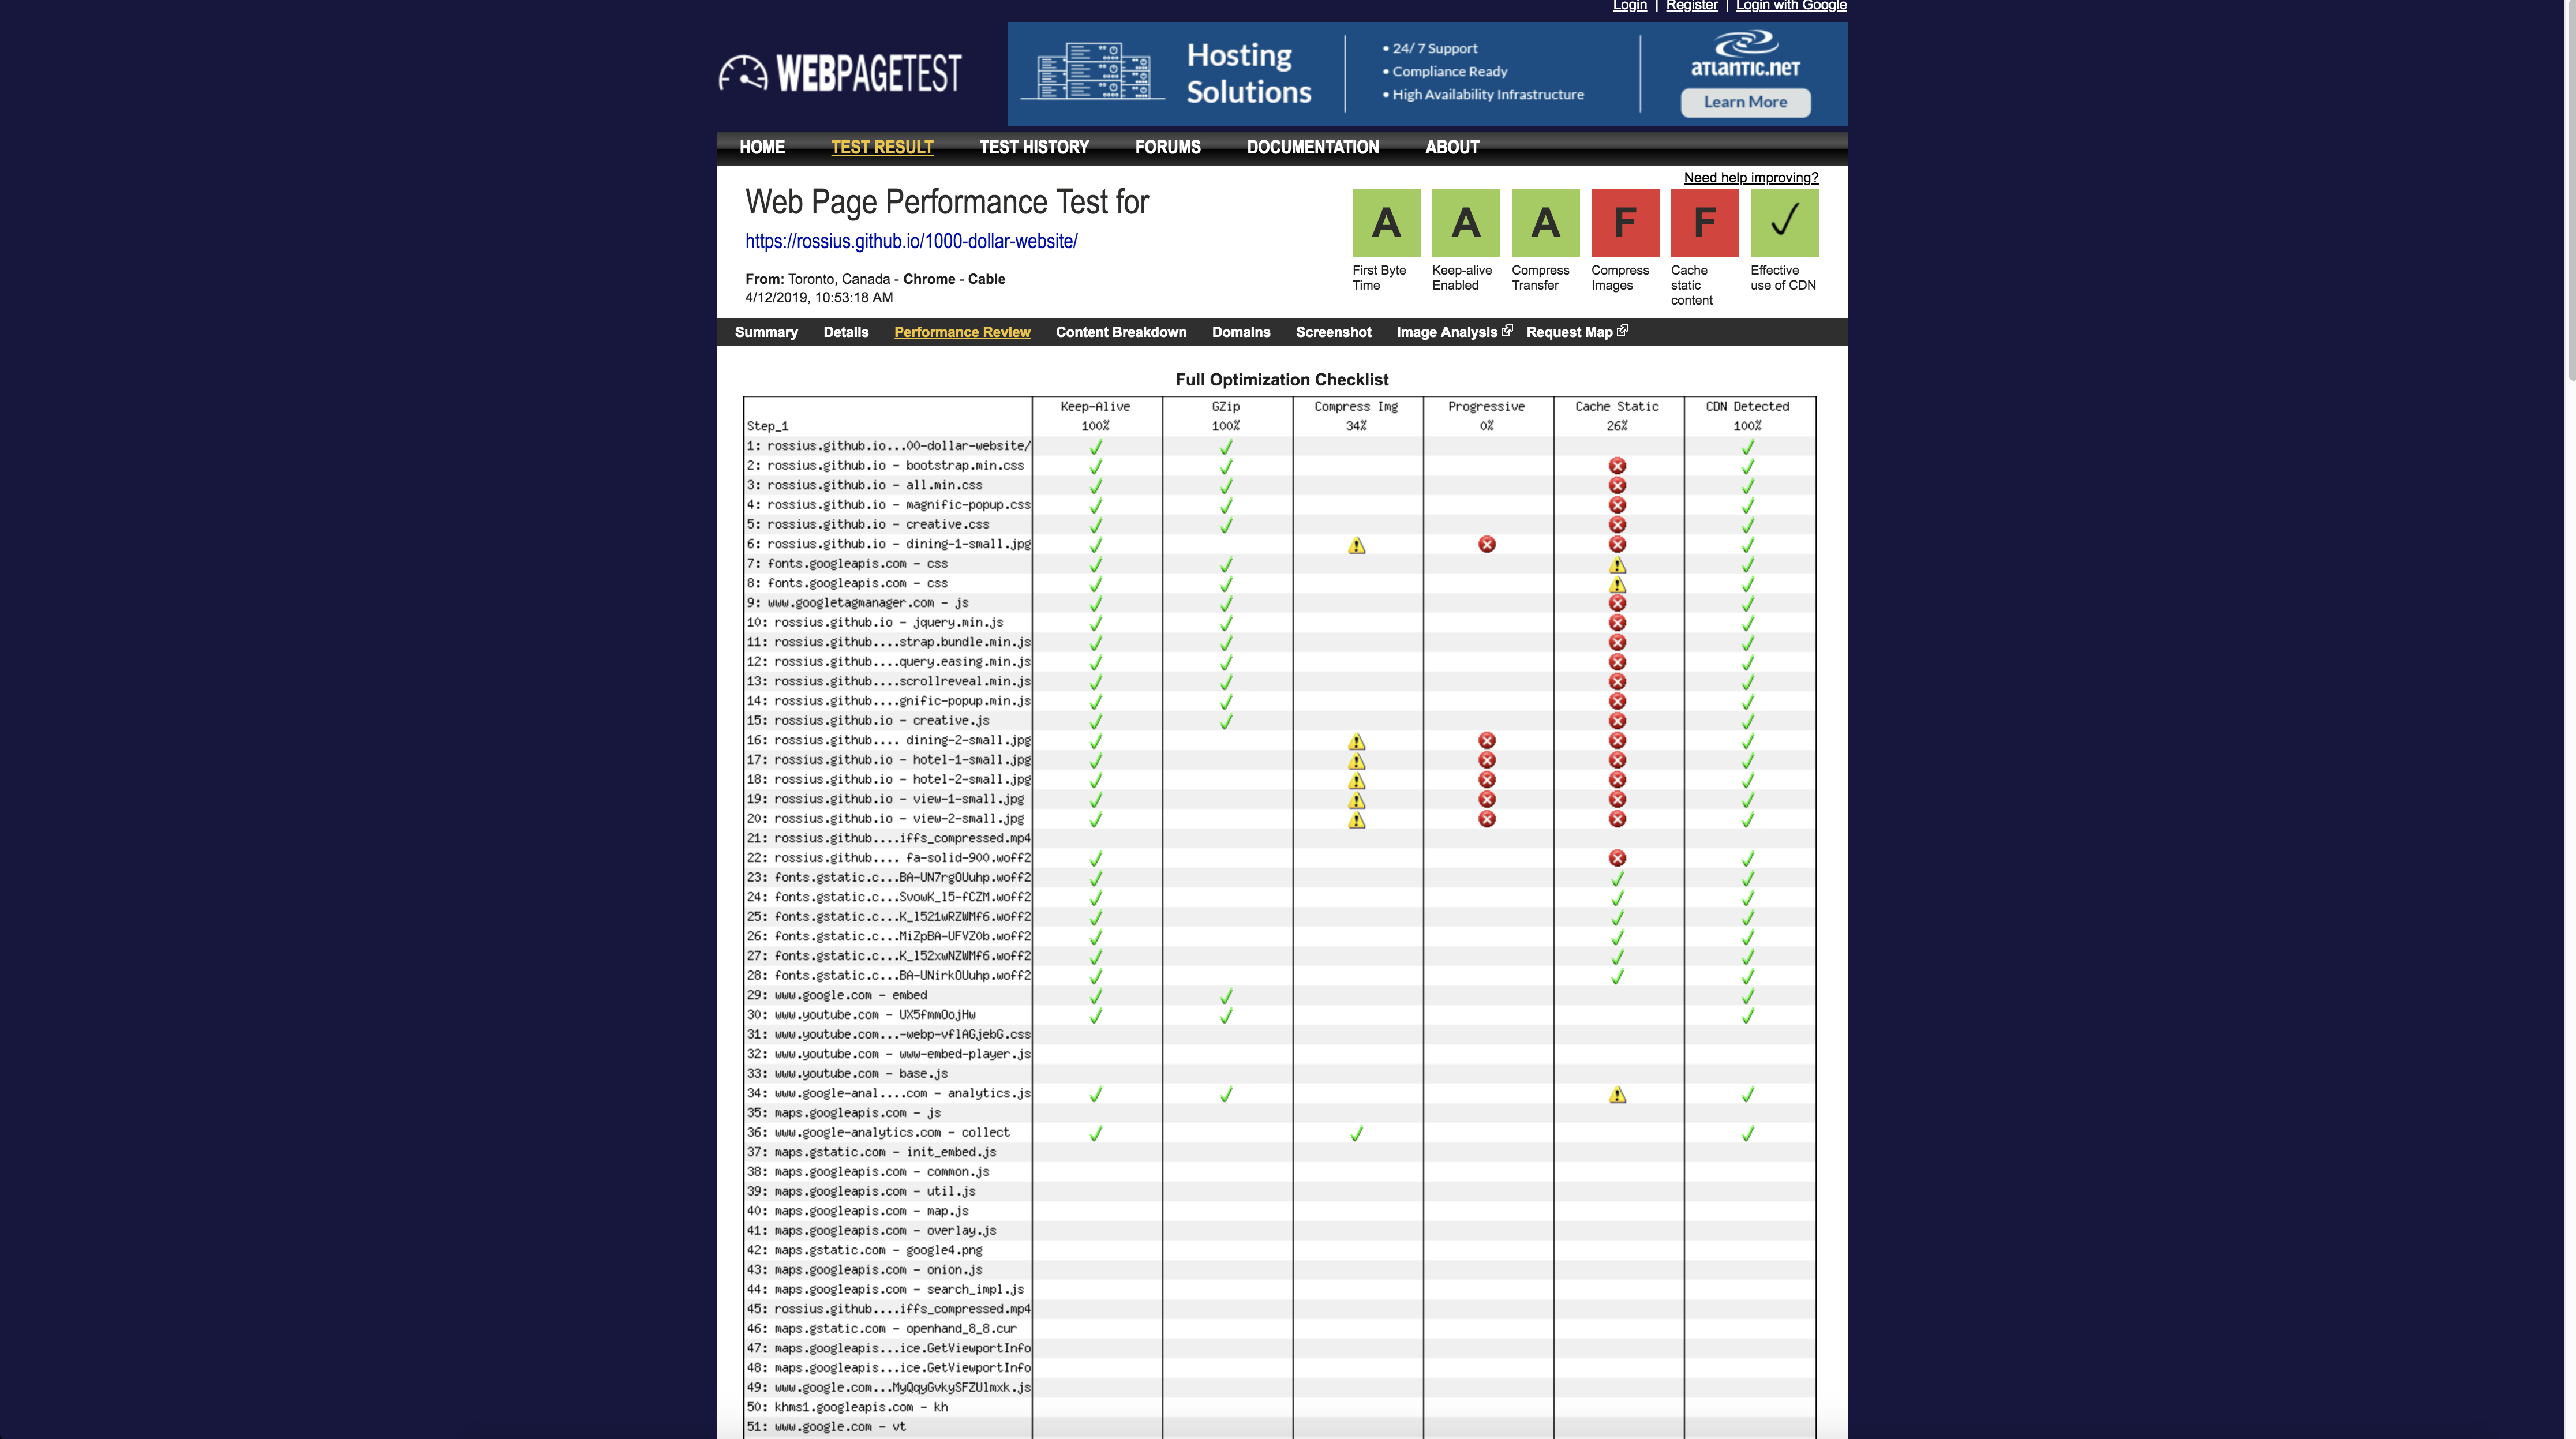 Login | Register | Login with Google
WEBPAGETEST
Hosting
Solutions
• 24/ 7 Support
• Compliance Ready
• High Availability Infrastructure
atlantic.net
Learn More
HOME TEST RESULT TEST HISTORY FORUMS DOCUMENTATION ABOUT
Need help improving?
Web Page Performance Test for
https://rossius.github.io/1000-dollar-website/
From: Toronto, Canada - Chrome - Cable
4/12/2019, 10:53:18 AM
A A A F F
First Byte Time
Keep-alive Enabled
Compress Transfer
Compress Images
Cache static content
Effective use of CDN
Summary Details Performance Review Content Breakdown Domains Screenshot Image Analysis Request Map
Full Optimization Checklist
Keep-Alive GZip Compress Img Progressive Cache Static CDN Detected
Step_1 100% 100% 34% 0% 26% 100%
1: rossius.github.io...00-dollar-website/
2: rossius.github.io - bootstrap.min.css
3: rossius.github.io - all.min.css
4: rossius.github.io - magnific-popup.css
5: rossius.github.io - creative.css
6: rossius.github.io - dining-1-small.jpg
7: fonts.googleapis.com - css
8: fonts.googleapis.com - css
9: www.googletagmanager.com - js
10: rossius.github.io - jquery.min.js
11: rossius.github....strap.bundle.min.js
12: rossius.github....query.easing.min.js
13: rossius.github....scrollreveal.min.js
14: rossius.github....gnific-popup.min.js
15: rossius.github.io - creative.js
16: rossius.github.... dining-2-small.jpg
17: rossius.github.io - hotel-1-small.jpg
18: rossius.github.io - hotel-2-small.jpg
19: rossius.github.io - view-1-small.jpg
20: rossius.github.io - view-2-small.jpg
21: rossius.github....iffs_compressed.mp4
22: rossius.github.... fa-solid-900.woff2
23: fonts.gstatic.c...BA-UN7rgOUuhp.woff2
24: fonts.gstatic.c...SvowK_l5-fCZM.woff2
25: fonts.gstatic.c...K_l521wRZWMf6.woff2
26: fonts.gstatic.c...MiZpBA-UFVZ0b.woff2
27: fonts.gstatic.c...K_l52xwNZWMf6.woff2
28: fonts.gstatic.c...BA-UNirkOUuhp.woff2
29: www.google.com - embed
30: www.youtube.com - UX5fmmOojHw
31: www.youtube.com...-webp-vflAGjebG.css
32: www.youtube.com - www-embed-player.js
33: www.youtube.com - base.js
34: www.google-anal....com - analytics.js
35: maps.googleapis.com - js
36: www.google-analytics.com - collect
37: maps.gstatic.com - init_embed.js
38: maps.googleapis.com - common.js
39: maps.googleapis.com - util.js
40: maps.googleapis.com - map.js
41: maps.googleapis.com - overlay.js
42: maps.gstatic.com - google4.png
43: maps.googleapis.com - onion.js
44: maps.googleapis.com - search_impl.js
45: rossius.github....iffs_compressed.mp4
46: maps.gstatic.com - openhand_8_8.cur
47: maps.googleapis...ice.GetViewportInfo
48: maps.googleapis...ice.GetViewportInfo
49: www.google.com...MyQqyGvkySFZUlmxk.js
50: khms1.googleapis.com - kh
51: www.google.com - vt